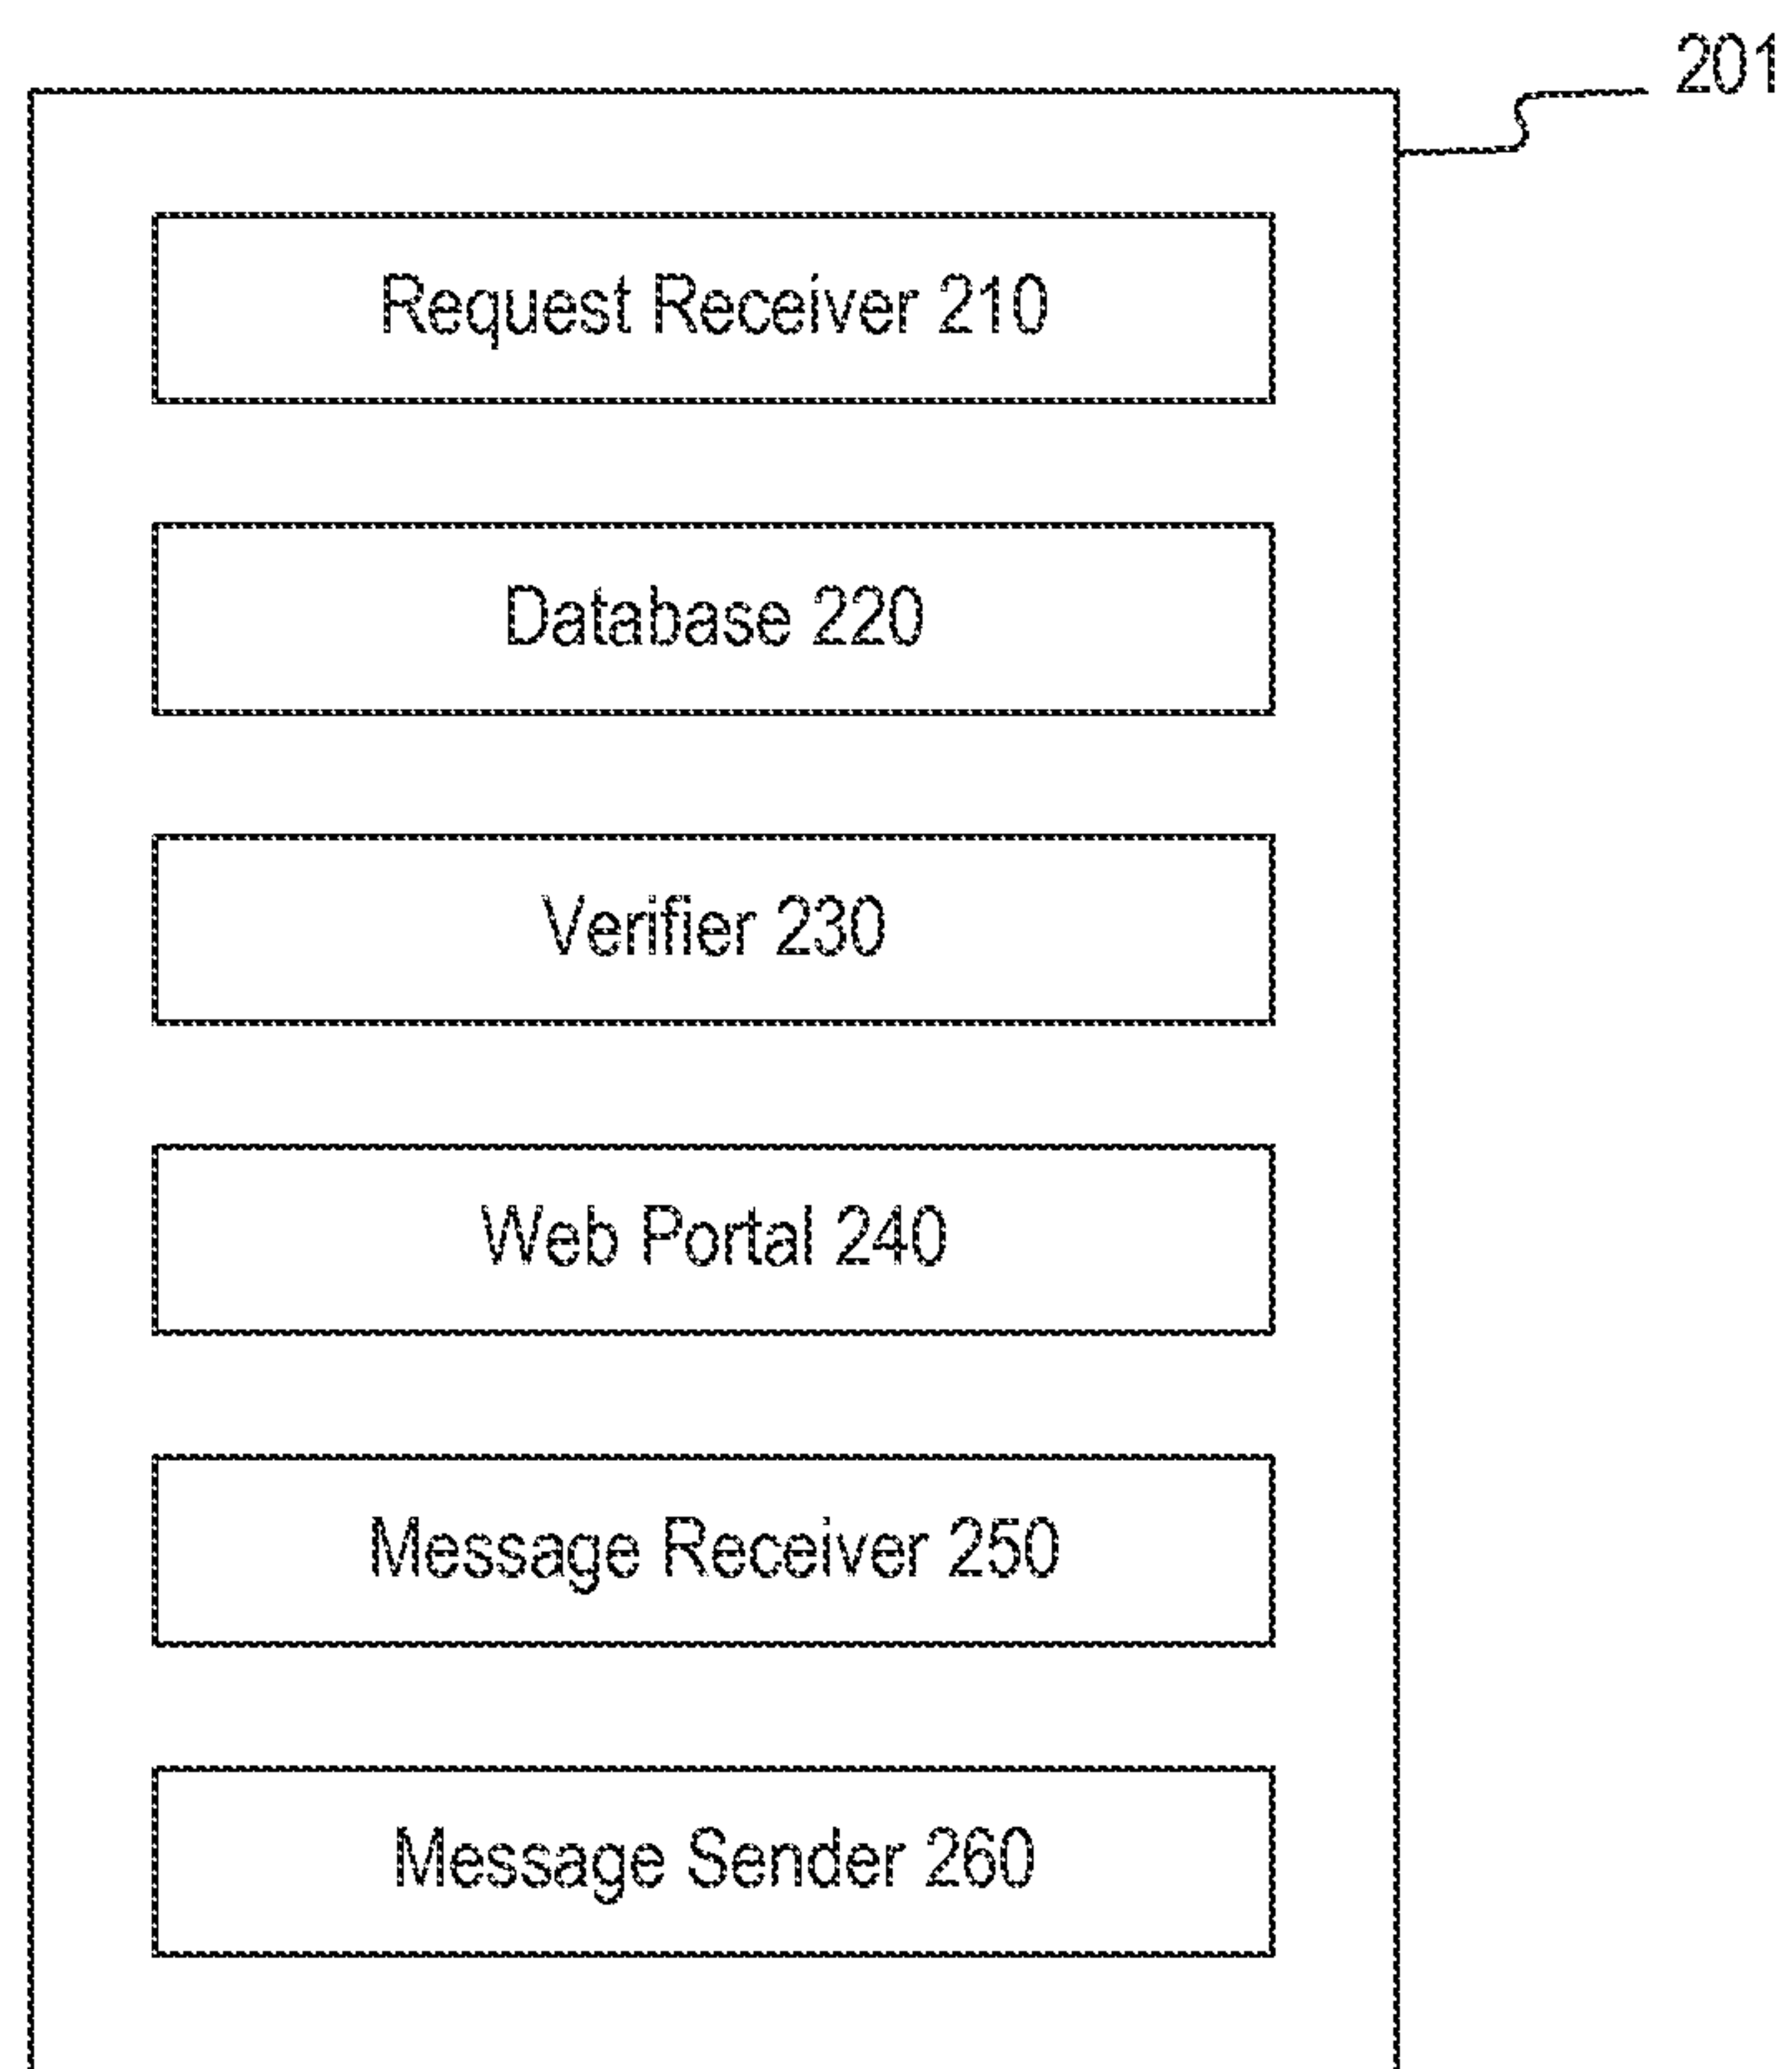 201
Request Receiver 210
Database 220
Verifier 230
Web Portal 240
Message Receiver 250
Message Sender 260